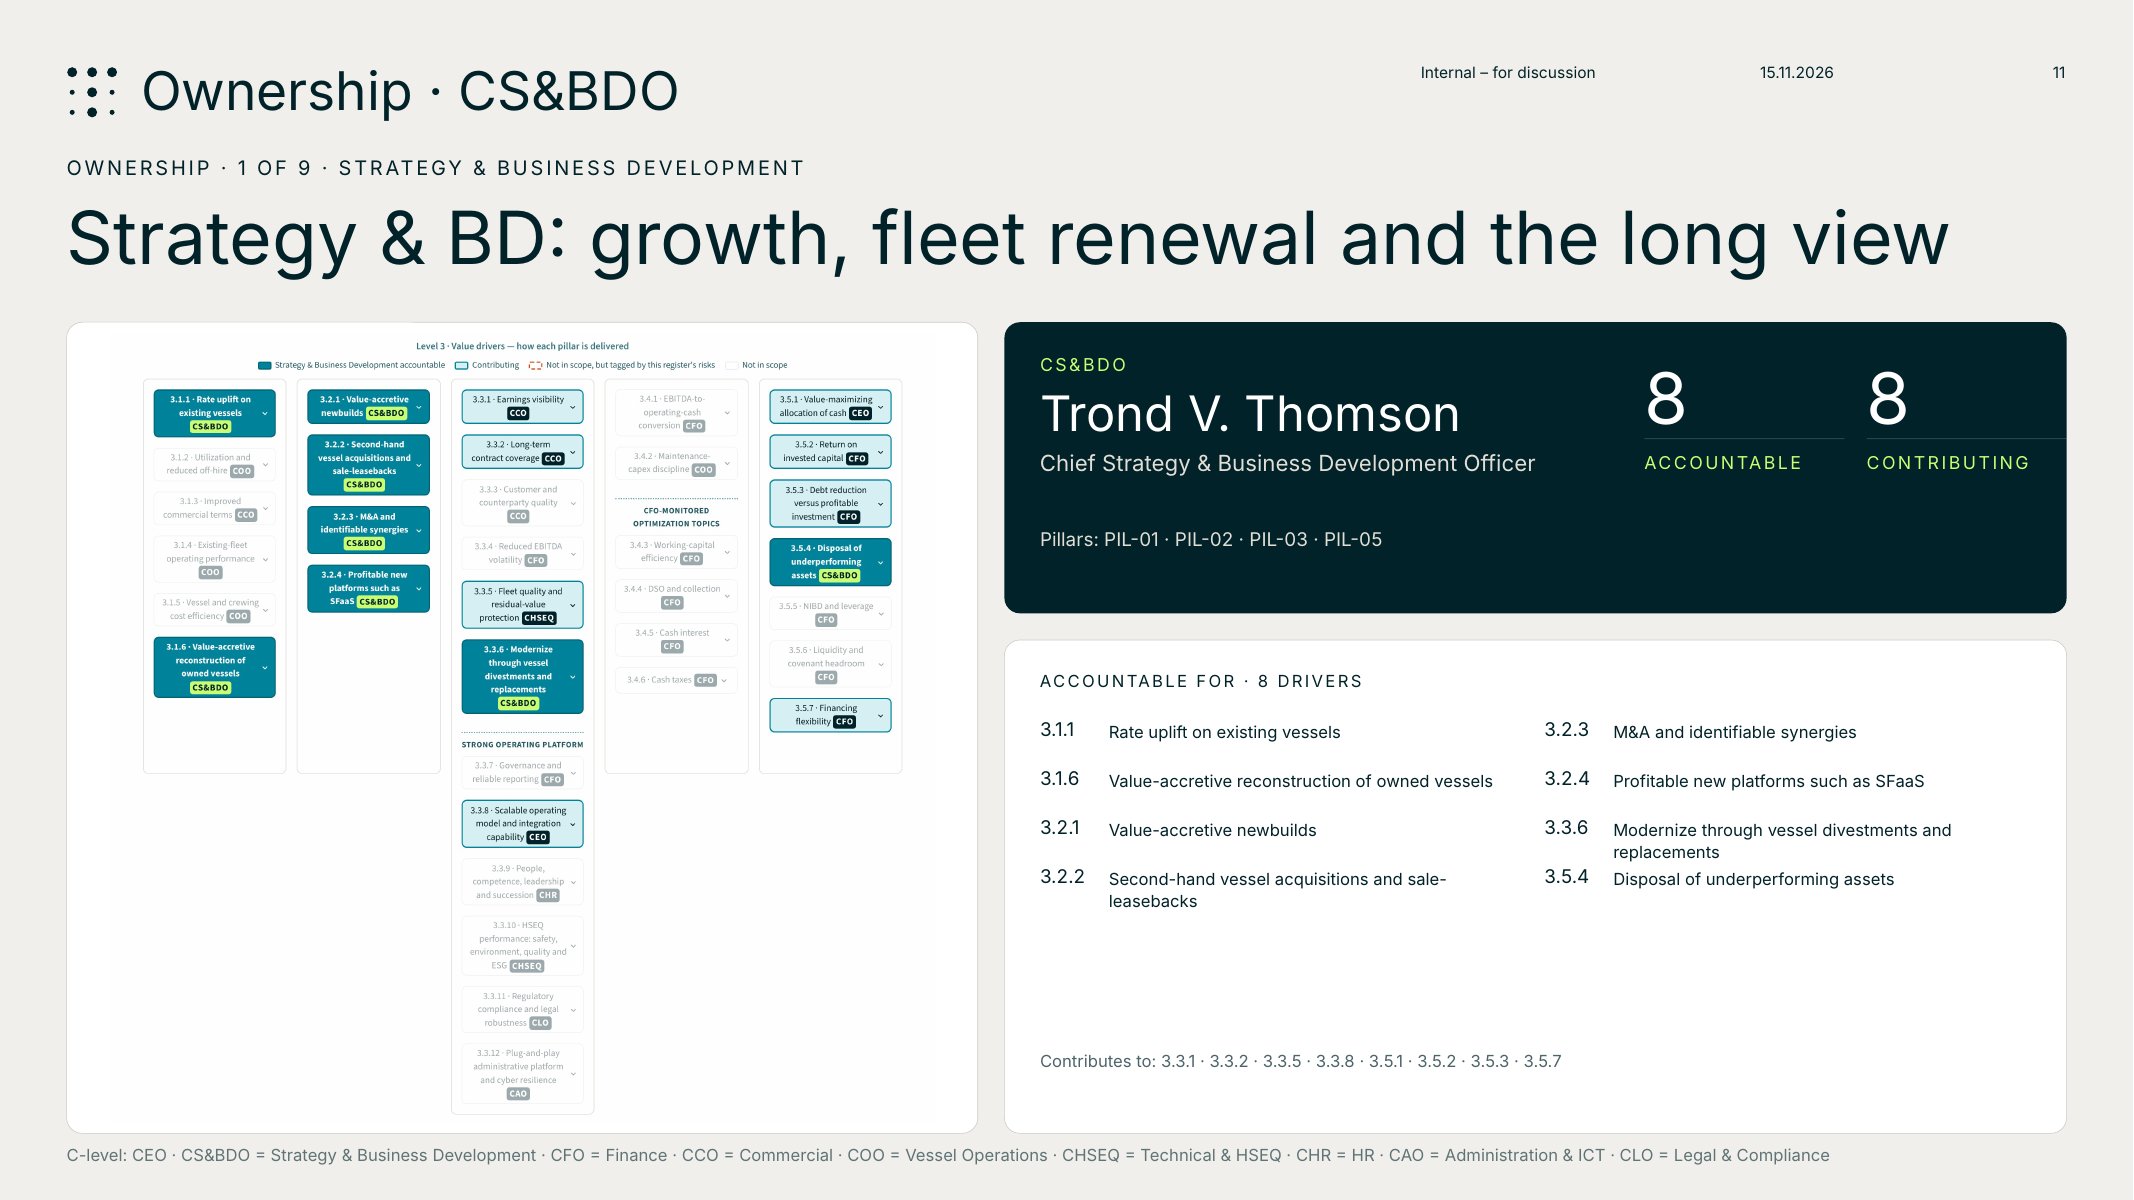 Ownership · CS&BDO
Internal – for discussion
15.11.2026
11
OWNERSHIP · 1 OF 9 · STRATEGY & BUSINESS DEVELOPMENT
Strategy & BD: growth, fleet renewal and the long view
Level 3 · Value drivers — how each pillar is delivered
Strategy & Business Development accountable
Contributing
Not in scope, but tagged by this register's risks
Not in scope
3.1.1 · Rate uplift on
existing vessels
CS&BDO
3.1.2 · Utilization and
reduced off-hire COO
3.1.3 · Improved
commercial terms CCO
3.1.4 · Existing-fleet
operating performance
COO
3.1.5 · Vessel and crewing
cost efficiency COO
3.1.6 · Value-accretive
reconstruction of
owned vessels
CS&BDO
3.2.1 · Value-accretive
newbuilds CS&BDO
3.2.2 · Second-hand
vessel acquisitions and
sale-leasebacks
CS&BDO
3.2.3 · M&A and
identifiable synergies
CS&BDO
3.2.4 · Profitable new
platforms such as
SFaaS CS&BDO
3.3.1 · Earnings visibility
CCO
3.3.2 · Long-term
contract coverage CCO
3.3.3 · Customer and
counterparty quality
CCO
3.3.4 · Reduced EBITDA
volatility CFO
3.3.5 · Fleet quality and
residual-value
protection CHSEQ
3.3.6 · Modernize
through vessel
divestments and
replacements
CS&BDO
STRONG OPERATING PLATFORM
3.3.7 · Governance and
reliable reporting CFO
3.3.8 · Scalable operating
model and integration
capability CEO
3.3.9 · People,
competence, leadership
and succession CHR
3.3.10 · HSEQ
performance: safety,
environment, quality and
ESG CHSEQ
3.3.11 · Regulatory
compliance and legal
robustness CLO
3.3.12 · Plug-and-play
administrative platform
and cyber resilience
CAO
3.4.1 · EBITDA-to-
operating-cash
conversion CFO
3.4.2 · Maintenance-
capex discipline COO
CFO-MONITORED
OPTIMIZATION TOPICS
3.4.3 · Working-capital
efficiency CFO
3.4.4 · DSO and collection
CFO
3.4.5 · Cash interest
CFO
3.4.6 · Cash taxes CFO
3.5.1 · Value-maximizing
allocation of cash CEO
3.5.2 · Return on
invested capital CFO
3.5.3 · Debt reduction
versus profitable
investment CFO
3.5.4 · Disposal of
underperforming
assets CS&BDO
3.5.5 · NIBD and leverage
CFO
3.5.6 · Liquidity and
covenant headroom
CFO
3.5.7 · Financing
flexibility CFO
CS&BDO
Trond V. Thomson
Chief Strategy & Business Development Officer
8
ACCOUNTABLE
8
CONTRIBUTING
Pillars: PIL-01 · PIL-02 · PIL-03 · PIL-05
ACCOUNTABLE FOR · 8 DRIVERS
3.1.1 Rate uplift on existing vessels
3.1.6 Value-accretive reconstruction of owned vessels
3.2.1 Value-accretive newbuilds
3.2.2 Second-hand vessel acquisitions and sale-
leasebacks
3.2.3 M&A and identifiable synergies
3.2.4 Profitable new platforms such as SFaaS
3.3.6 Modernize through vessel divestments and
replacements
3.5.4 Disposal of underperforming assets
Contributes to: 3.3.1 · 3.3.2 · 3.3.5 · 3.3.8 · 3.5.1 · 3.5.2 · 3.5.3 · 3.5.7
C-level: CEO · CS&BDO = Strategy & Business Development · CFO = Finance · CCO = Commercial · COO = Vessel Operations · CHSEQ = Technical & HSEQ · CHR = HR · CAO = Administration & ICT · CLO = Legal & Compliance